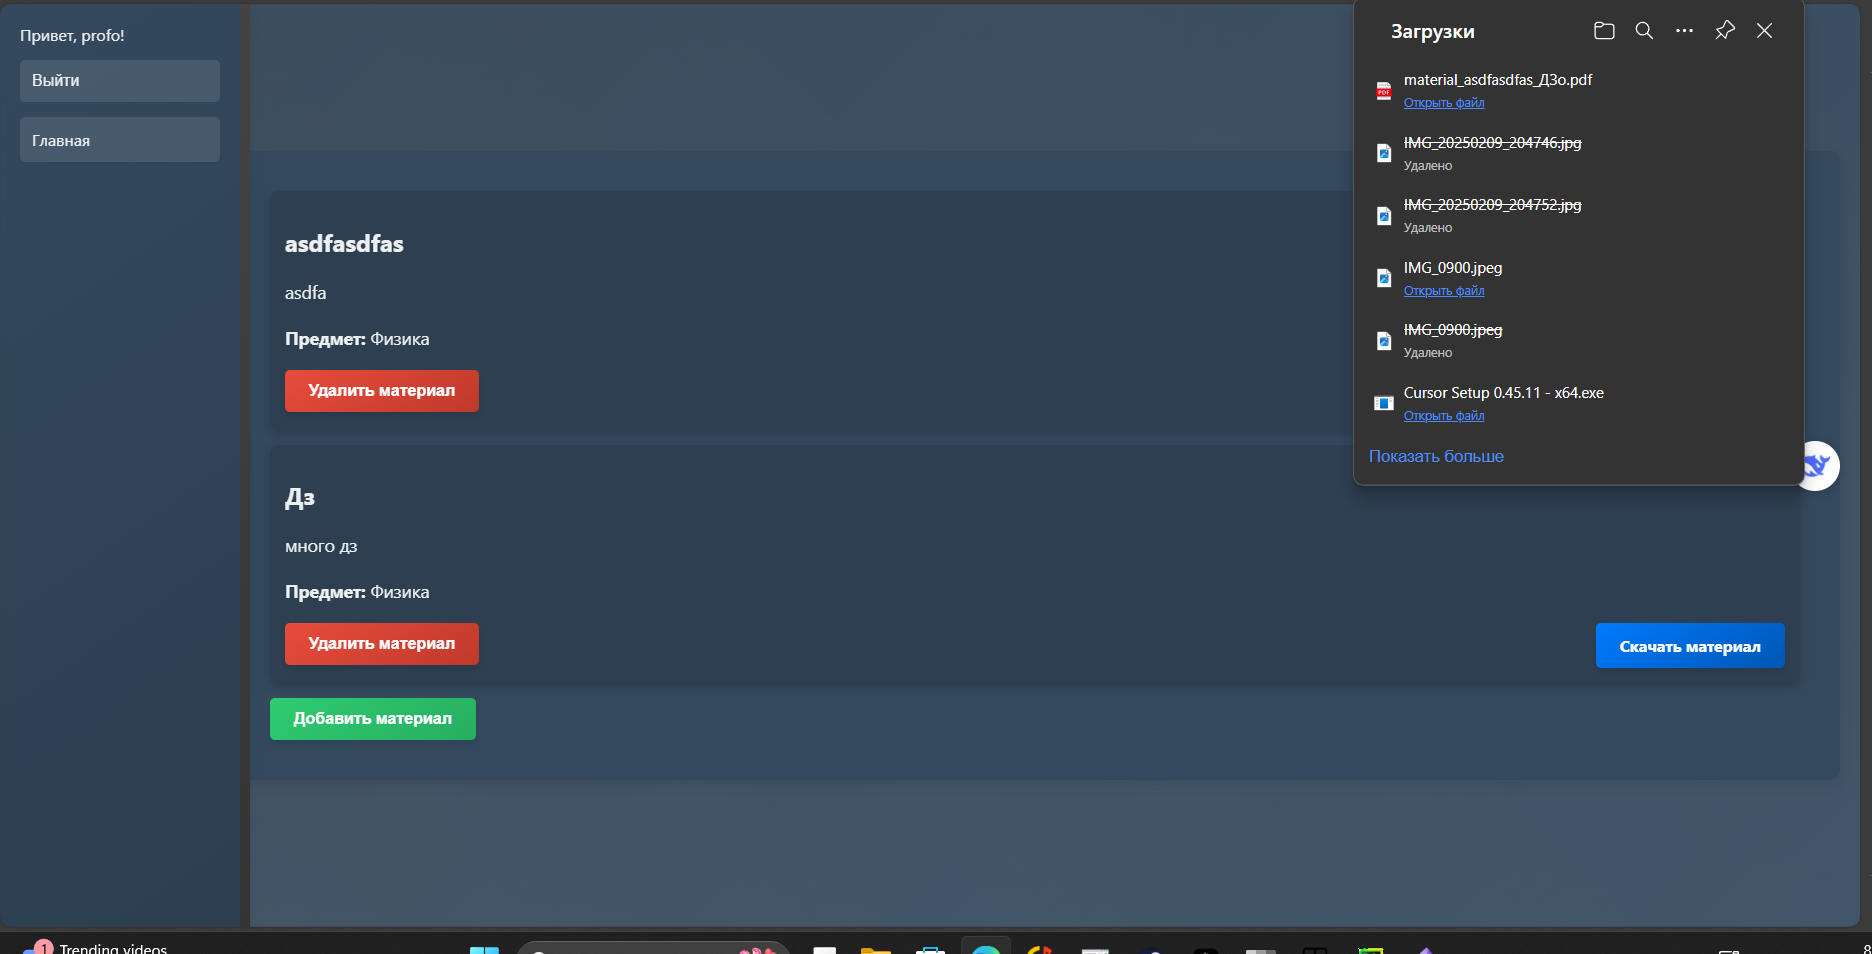 Привет, profo!
Выйти
Главная
asdfasdfas
asdfa
Предмет: Физика
Удалить материал
Дз
много дз
Предмет: Физика
Удалить материал
Скачать материал
Добавить материал
Загрузки
material_asdfasdfas_ДЗо.pdf
Открыть файл
IMG_20250209_204746.jpg
Удалено
IMG_20250209_204752.jpg
Удалено
IMG_0900.jpeg
Открыть файл
IMG_0900.jpeg
Удалено
Cursor Setup 0.45.11 - x64.exe
Открыть файл
Показать больше
1
Trending videos